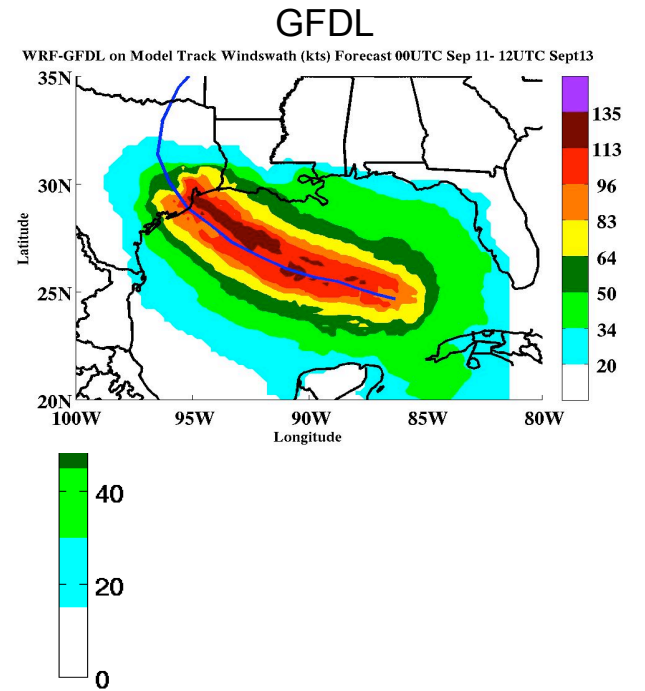 GFDL
WRF-GFDL on Model Track Windswath (kts) Forecast 00UTC Sep 11- 12UTC Sept13
35N
30N
25N
20N
Latitude
100W 95W 90W 85W 80W
Longitude
135
113
96
83
64
50
34
20
40
20
0